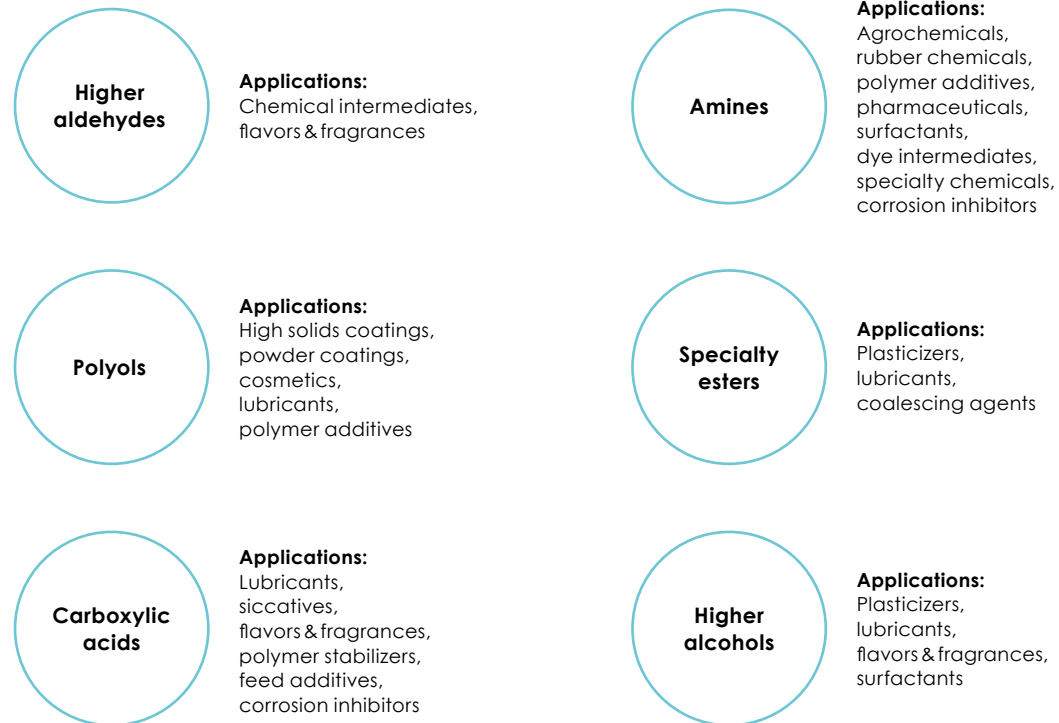 Higher
aldehydes
Applications:
Chemical intermediates,
flavors & fragrances
Amines
Applications:
Agrochemicals,
rubber chemicals,
polymer additives,
pharmaceuticals,
surfactants,
dye intermediates,
specialty chemicals,
corrosion inhibitors
Polyols
Applications:
High solids coatings,
powder coatings,
cosmetics,
lubricants,
polymer additives
Specialty
esters
Applications:
Plasticizers,
lubricants,
coalescing agents
Carboxylic
acids
Applications:
Lubricants,
siccatives,
flavors & fragrances,
polymer stabilizers,
feed additives,
corrosion inhibitors
Higher
alcohols
Applications:
Plasticizers,
lubricants,
flavors & fragrances,
surfactants